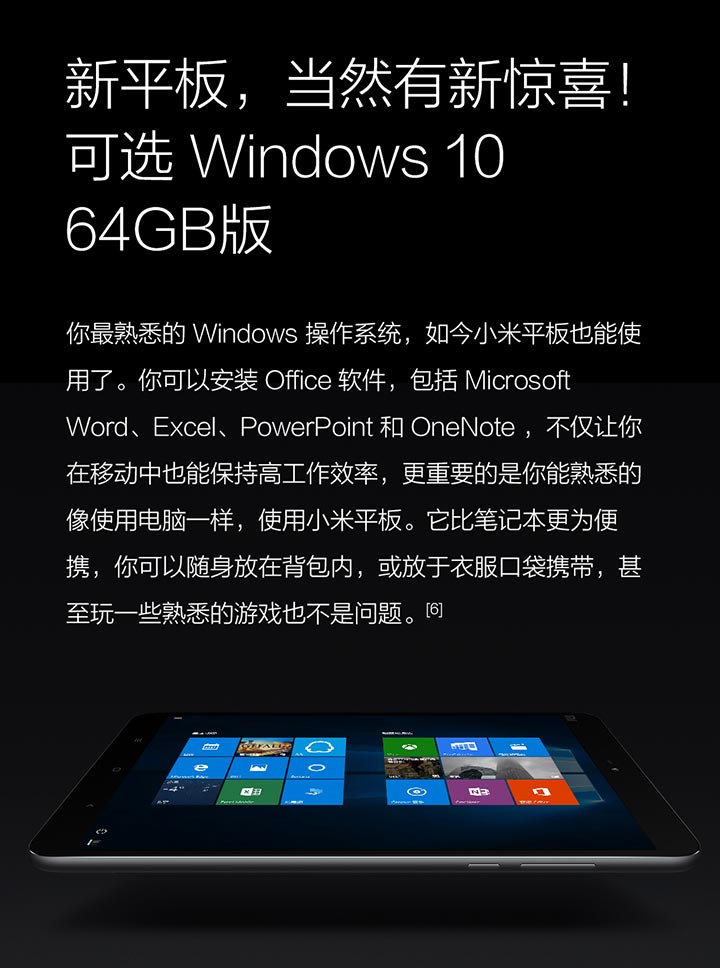 新平板，当然有新惊喜！
可选 Windows 10
64GB版
你最熟悉的 Windows 操作系统，如今小米平板也能使
用了。你可以安装 Office 软件，包括 Microsoft
Word、Excel、PowerPoint 和 OneNote ，不仅让你
在移动中也能保持高工作效率，更重要的是你能熟悉的
像使用电脑一样，使用小米平板。它比笔记本更为便
携，你可以随身放在背包内，或放于衣服口袋携带，甚
至玩一些熟悉的游戏也不是问题。[6]
Microsoft Edge